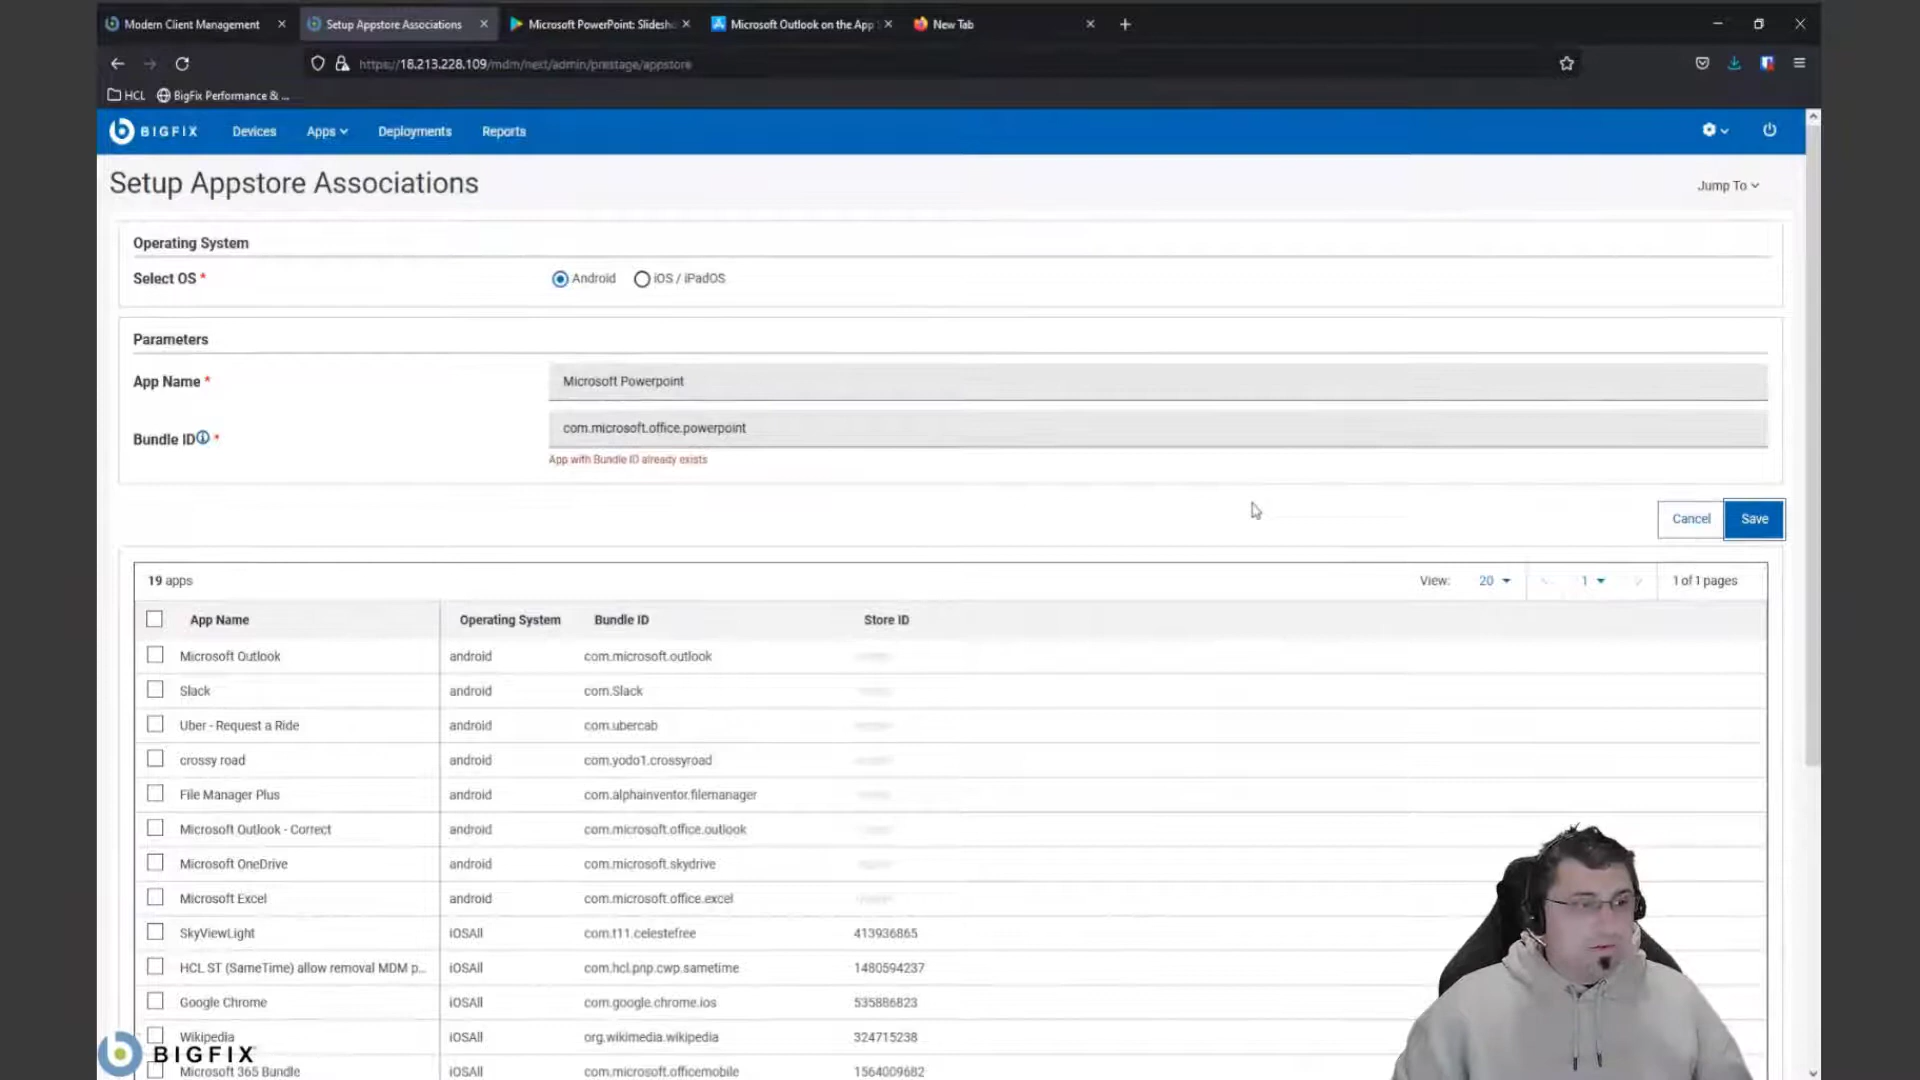 Modern Client Management
Setup Appstore Associations
Microsoft PowerPoint: Slidesh
Microsoft Outlook on the App
New Tab
https://18.213.228.109/mdm/next/admin/prestage/appstore
HCL
BigFix Performance & ...
BIGFIX
Devices
Apps
Deployments
Reports
Setup Appstore Associations
Jump To
Operating System
Select OS *
Android
iOS / iPadOS
Parameters
App Name *
Microsoft Powerpoint
Bundle ID *
com.microsoft.office.powerpoint
App with Bundle ID already exists
Cancel
Save
19 apps
View:
20
1
1 of 1 pages
App Name Operating System Bundle ID Store ID
Microsoft Outlook android com.microsoft.outlook
Slack android com.Slack
Uber - Request a Ride android com.ubercab
crossy road android com.yodo1.crossyroad
File Manager Plus android com.alphainventor.filemanager
Microsoft Outlook - Correct android com.microsoft.office.outlook
Microsoft OneDrive android com.microsoft.skydrive
Microsoft Excel android com.microsoft.office.excel
SkyViewLight iOSAll com.t11.celestefree 413936865
HCL ST (SameTime) allow removal MDM p... iOSAll com.hcl.pnp.cwp.sametime 1480594237
Google Chrome iOSAll com.google.chrome.ios 535886823
Wikipedia iOSAll org.wikimedia.wikipedia 324715238
BIGFIX
Microsoft 365 Bundle iOSAll com.microsoft.officemobile 1564009682